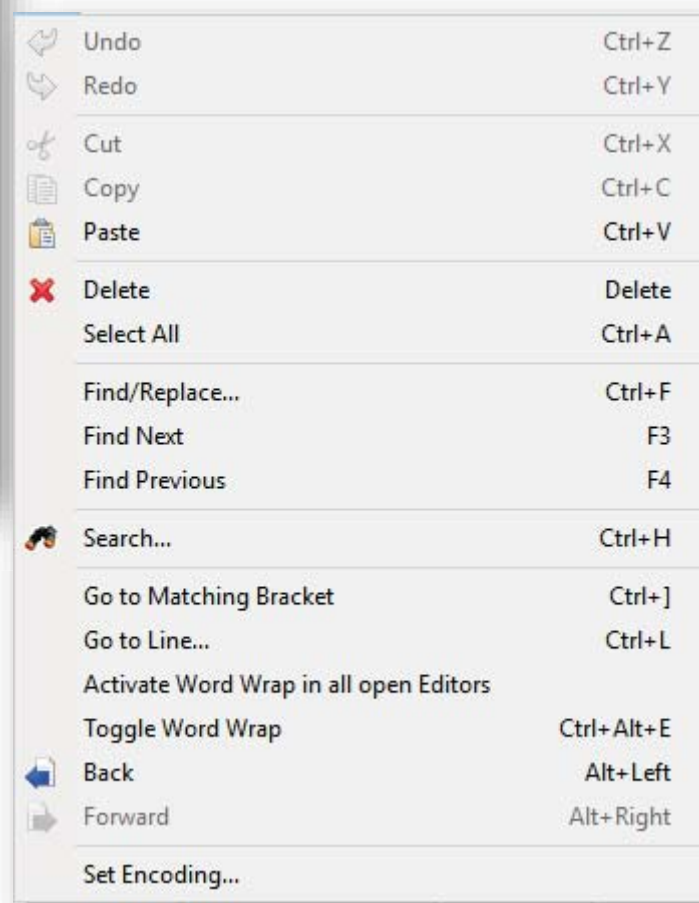 Undo Ctrl+Z
Redo Ctrl+Y
Cut Ctrl+X
Copy Ctrl+C
Paste Ctrl+V
Delete Delete
Select All Ctrl+A
Find/Replace... Ctrl+F
Find Next F3
Find Previous F4
Search... Ctrl+H
Go to Matching Bracket Ctrl+]
Go to Line... Ctrl+L
Activate Word Wrap in all open Editors
Toggle Word Wrap Ctrl+Alt+E
Back Alt+Left
Forward Alt+Right
Set Encoding...